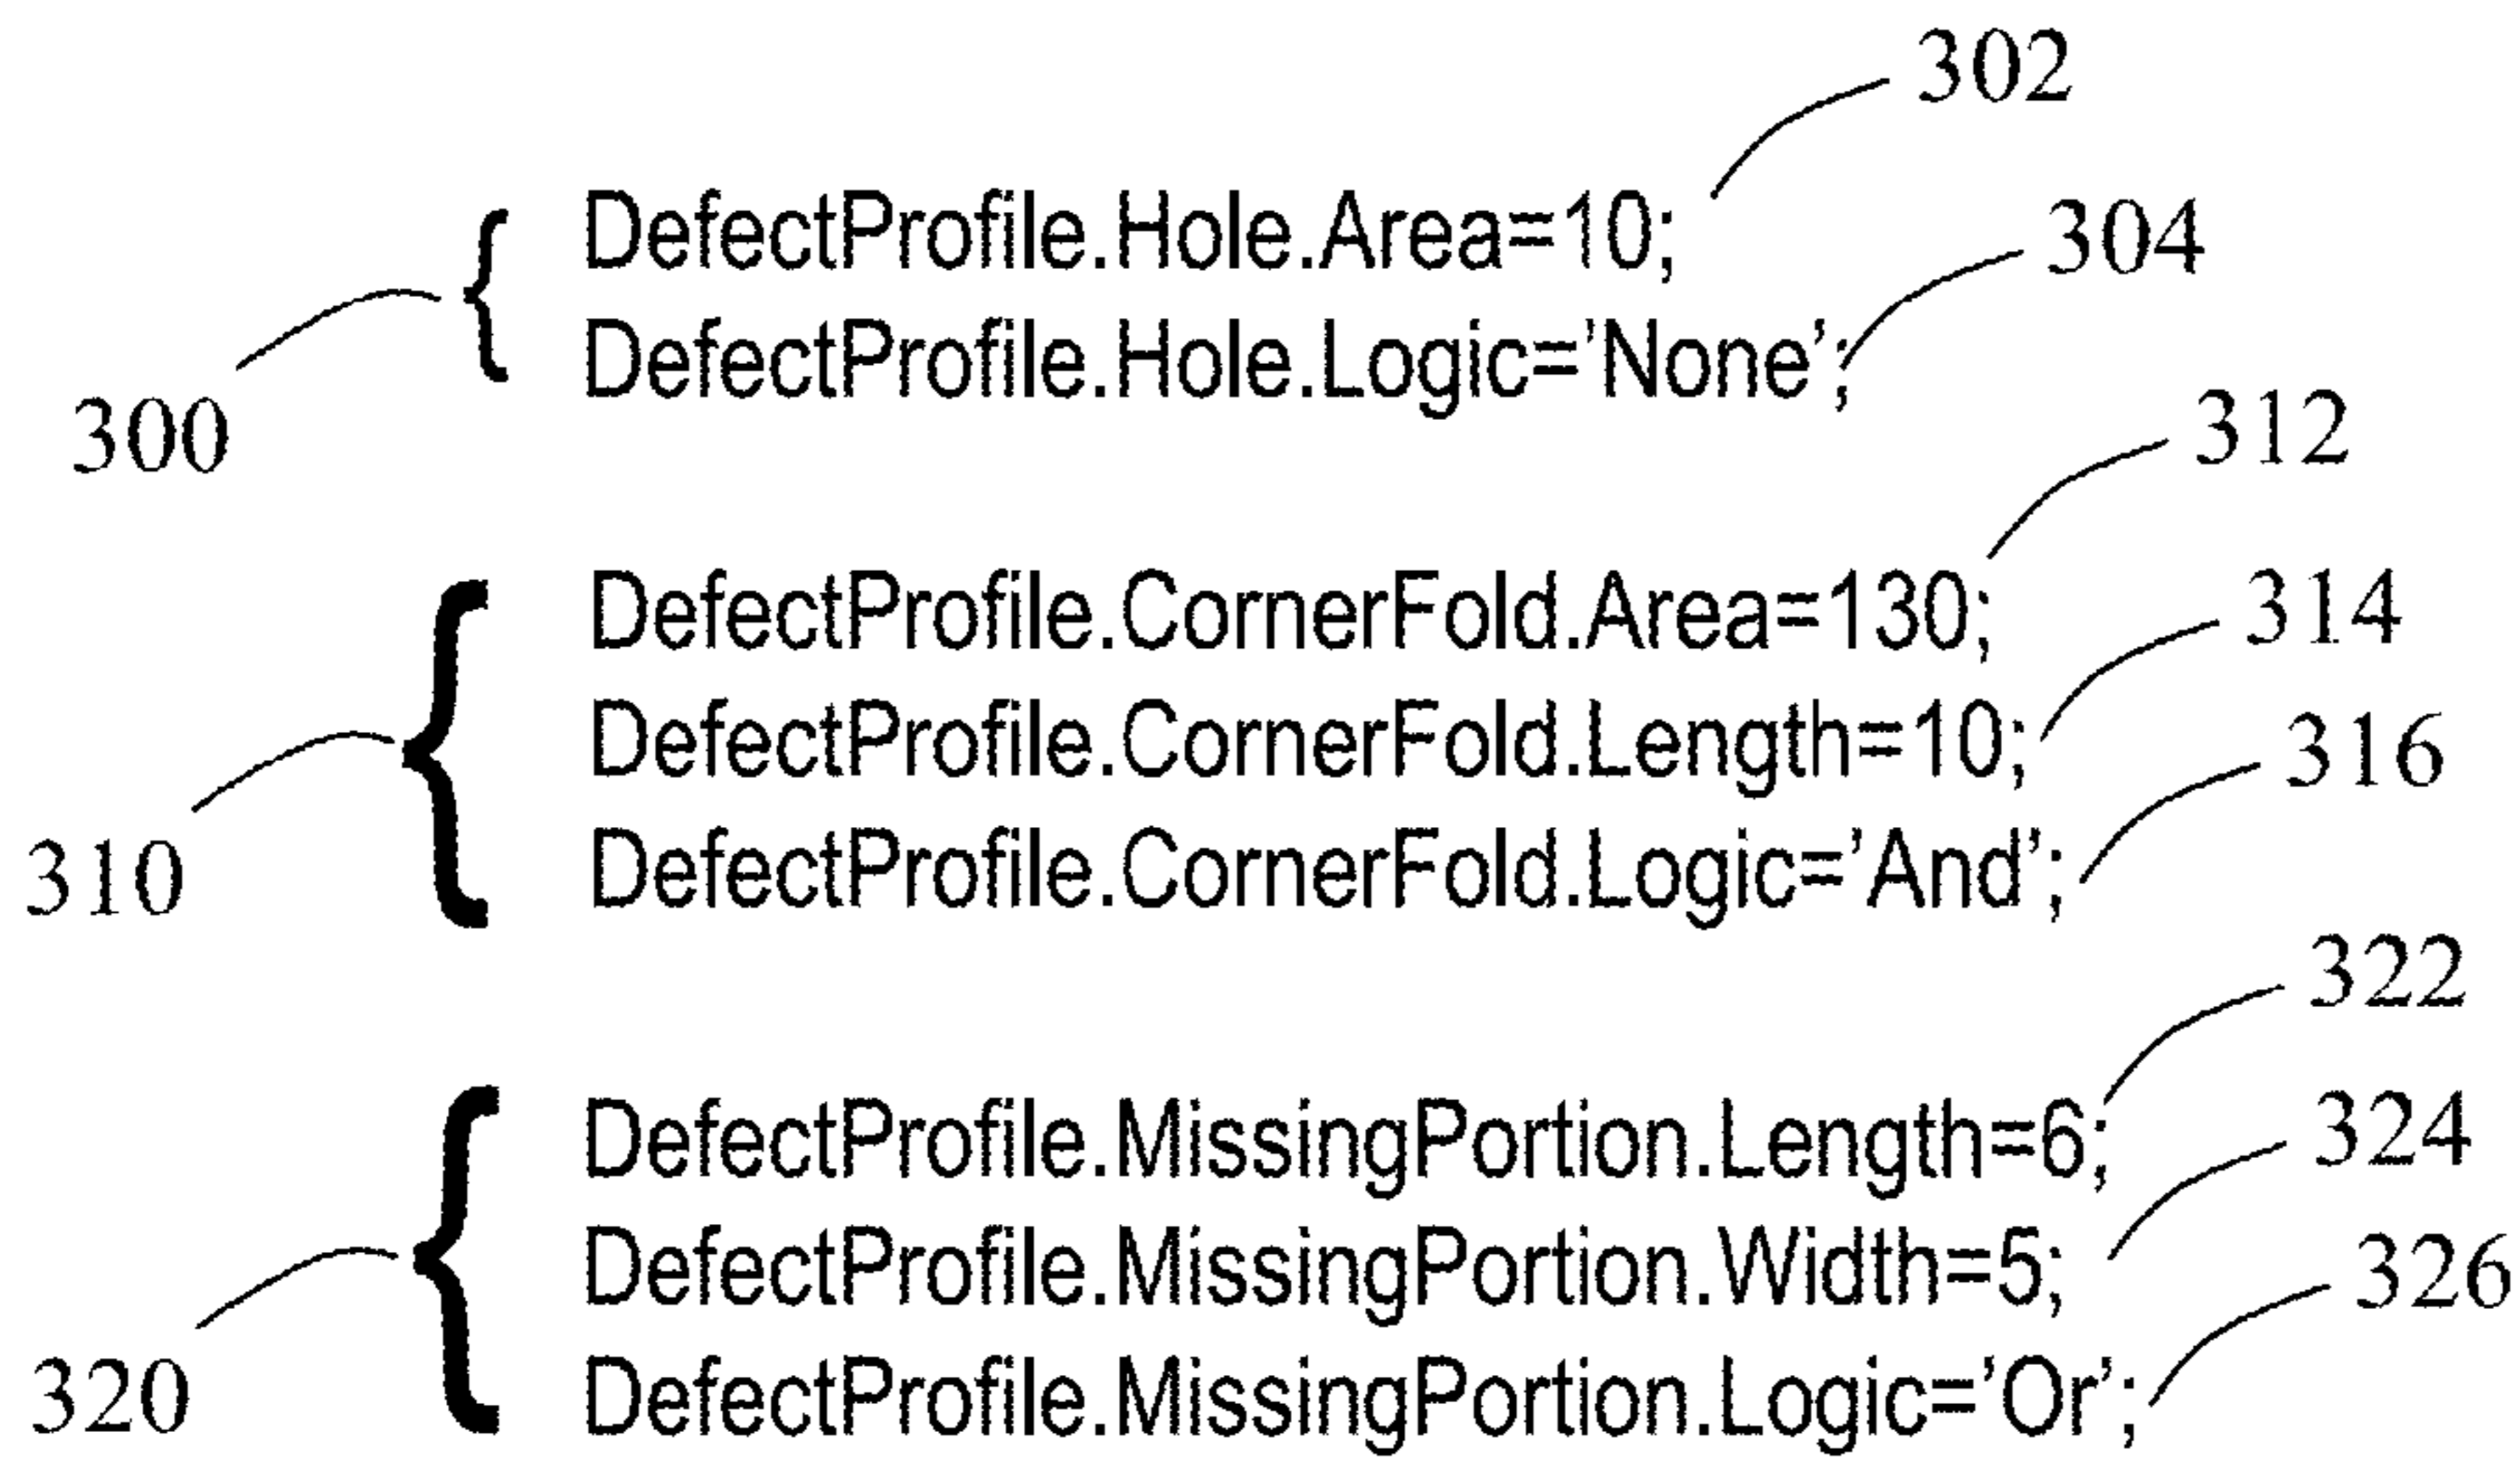 302
DefectProfile.Hole.Area=10;
304
DefectProfile.Hole.Logic=’None’;
300
312
DefectProfile.CornerFold.Area=130;
314
DefectProfile.CornerFold.Length=10;
316
DefectProfile.CornerFold.Logic=’And’;
310
322
DefectProfile.MissingPortion.Length=6;
324
DefectProfile.MissingPortion.Width=5;
326
DefectProfile.MissingPortion.Logic=’Or’;
320